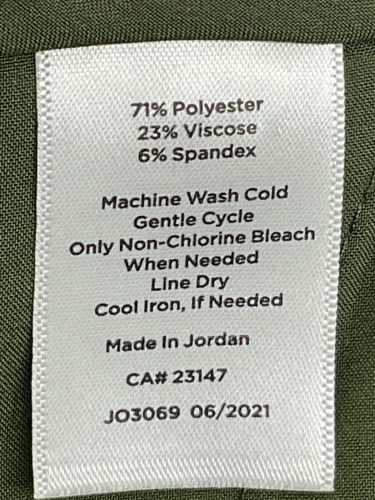 71% Polyester
23% Viscose
6% Spandex
Machine Wash Cold
Gentle Cycle
Only Non-Chlorine Bleach
When Needed
Line Dry
Cool Iron, If Needed
Made In Jordan
CA# 23147
JO3069 06/2021